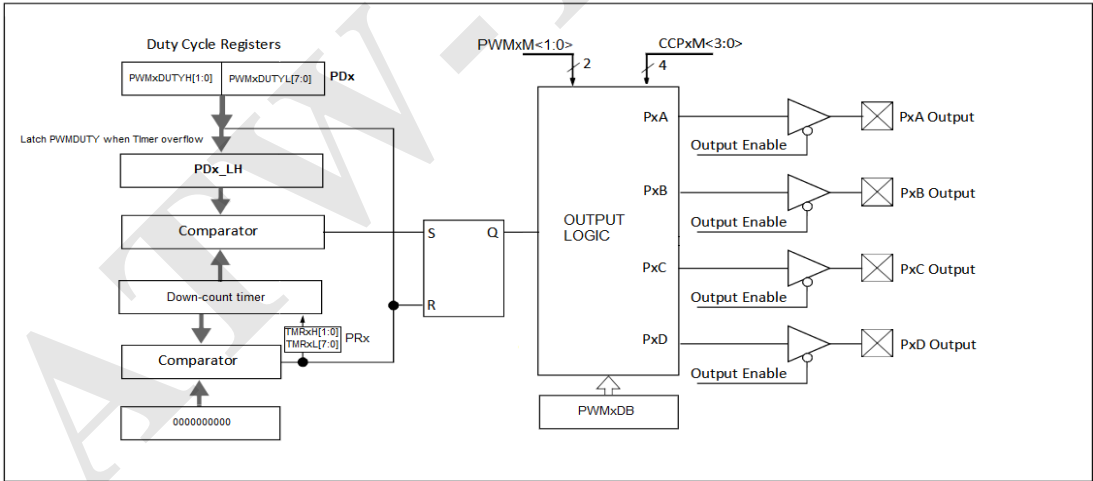 Duty Cycle Registers
PWMxDUTYH[1:0] PWMxDUTYL[7:0] PDx
Latch PWMDUTY when TImer overflow
PDx_LH
Comparator
Down-count timer
TMRxH[1:0]
TMRxL[7:0]
PRx
Comparator
0000000000
S Q
R
PWMxM<1:0> CCPxM<3:0>
2 4
OUTPUT
LOGIC
PxA
PxB
PxC
PxD
PWMxDB
Output Enable
PxA Output
Output Enable
PxB Output
Output Enable
PxC Output
Output Enable
PxD Output